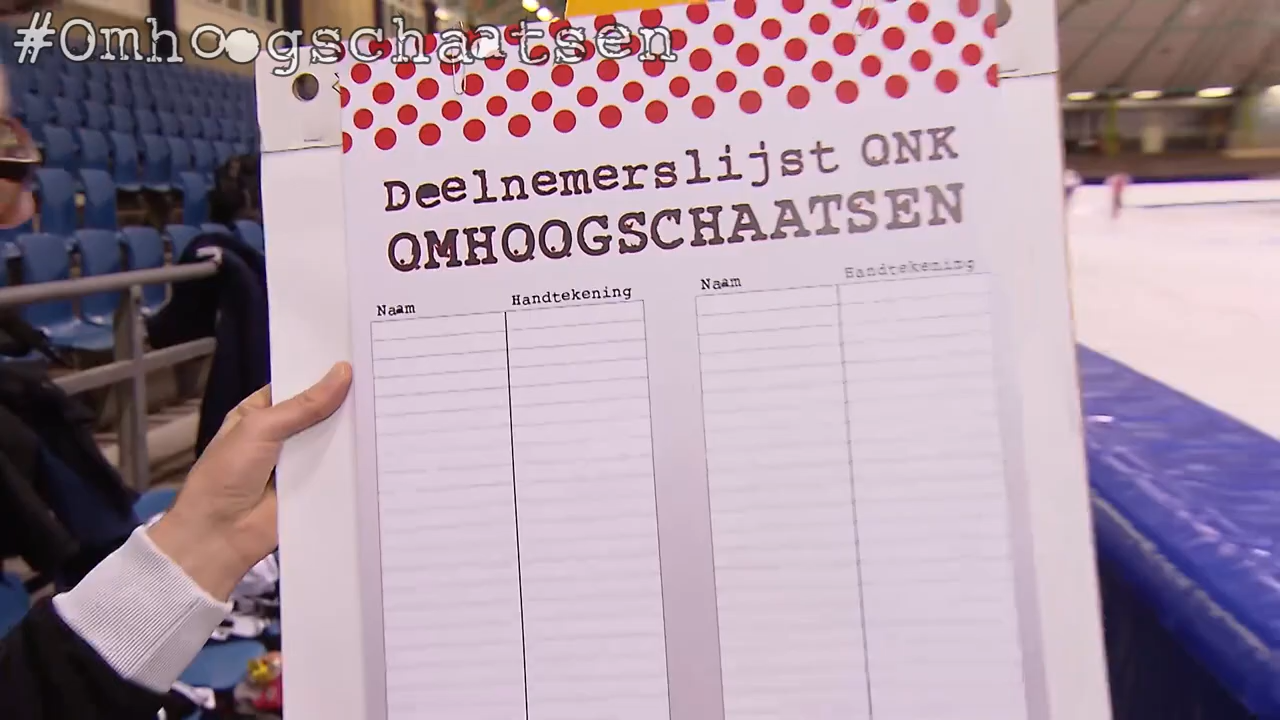 #Omhoogschaatsen
Deelnemerslijst ONK
OMHOOGSCHAATSEN
Naam Handtekening Naam Handtekening